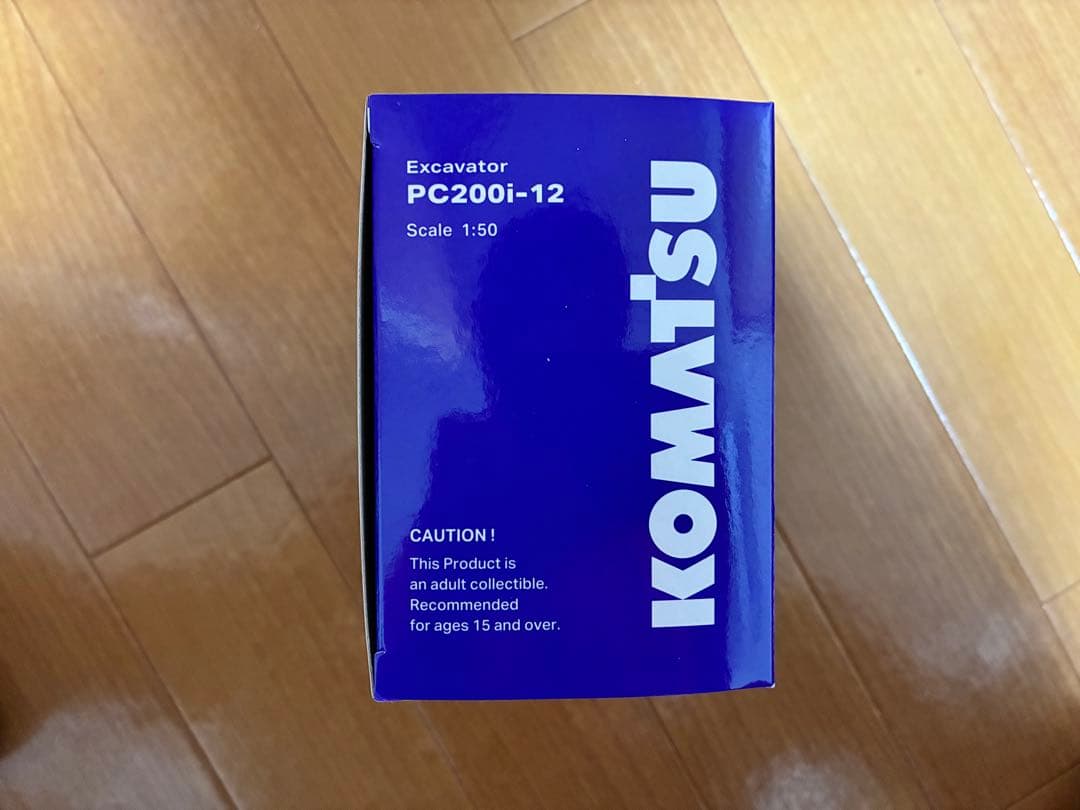 Excavator
PC200i-12
Scale 1:50
KOMATSU
CAUTION !
This Product is
an adult collectible.
Recommended
for ages 15 and over.